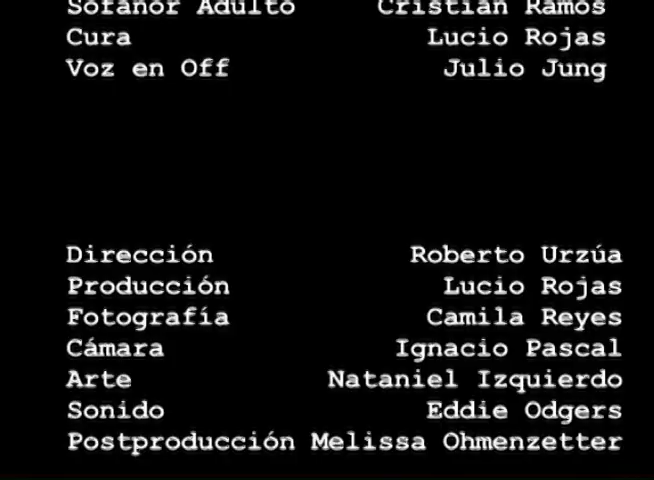 Sofanor Adulto Cristian Ramos
Cura Lucio Rojas
Voz en Off Julio Jung
Dirección Roberto Urzúa
Producción Lucio Rojas
Fotografía Camila Reyes
Cámara Ignacio Pascal
Arte Nataniel Izquierdo
Sonido Eddie Odgers
Postproducción Melissa Ohmenzetter